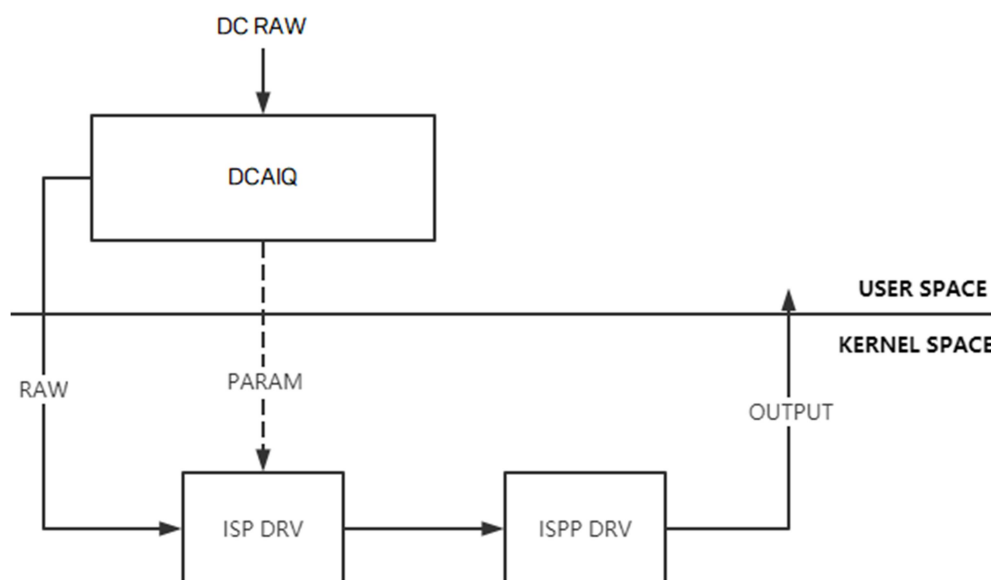 DC RAW
DCAIQ
USER SPACE
KERNEL SPACE
RAW
PARAM
OUTPUT
ISP DRV
ISPP DRV